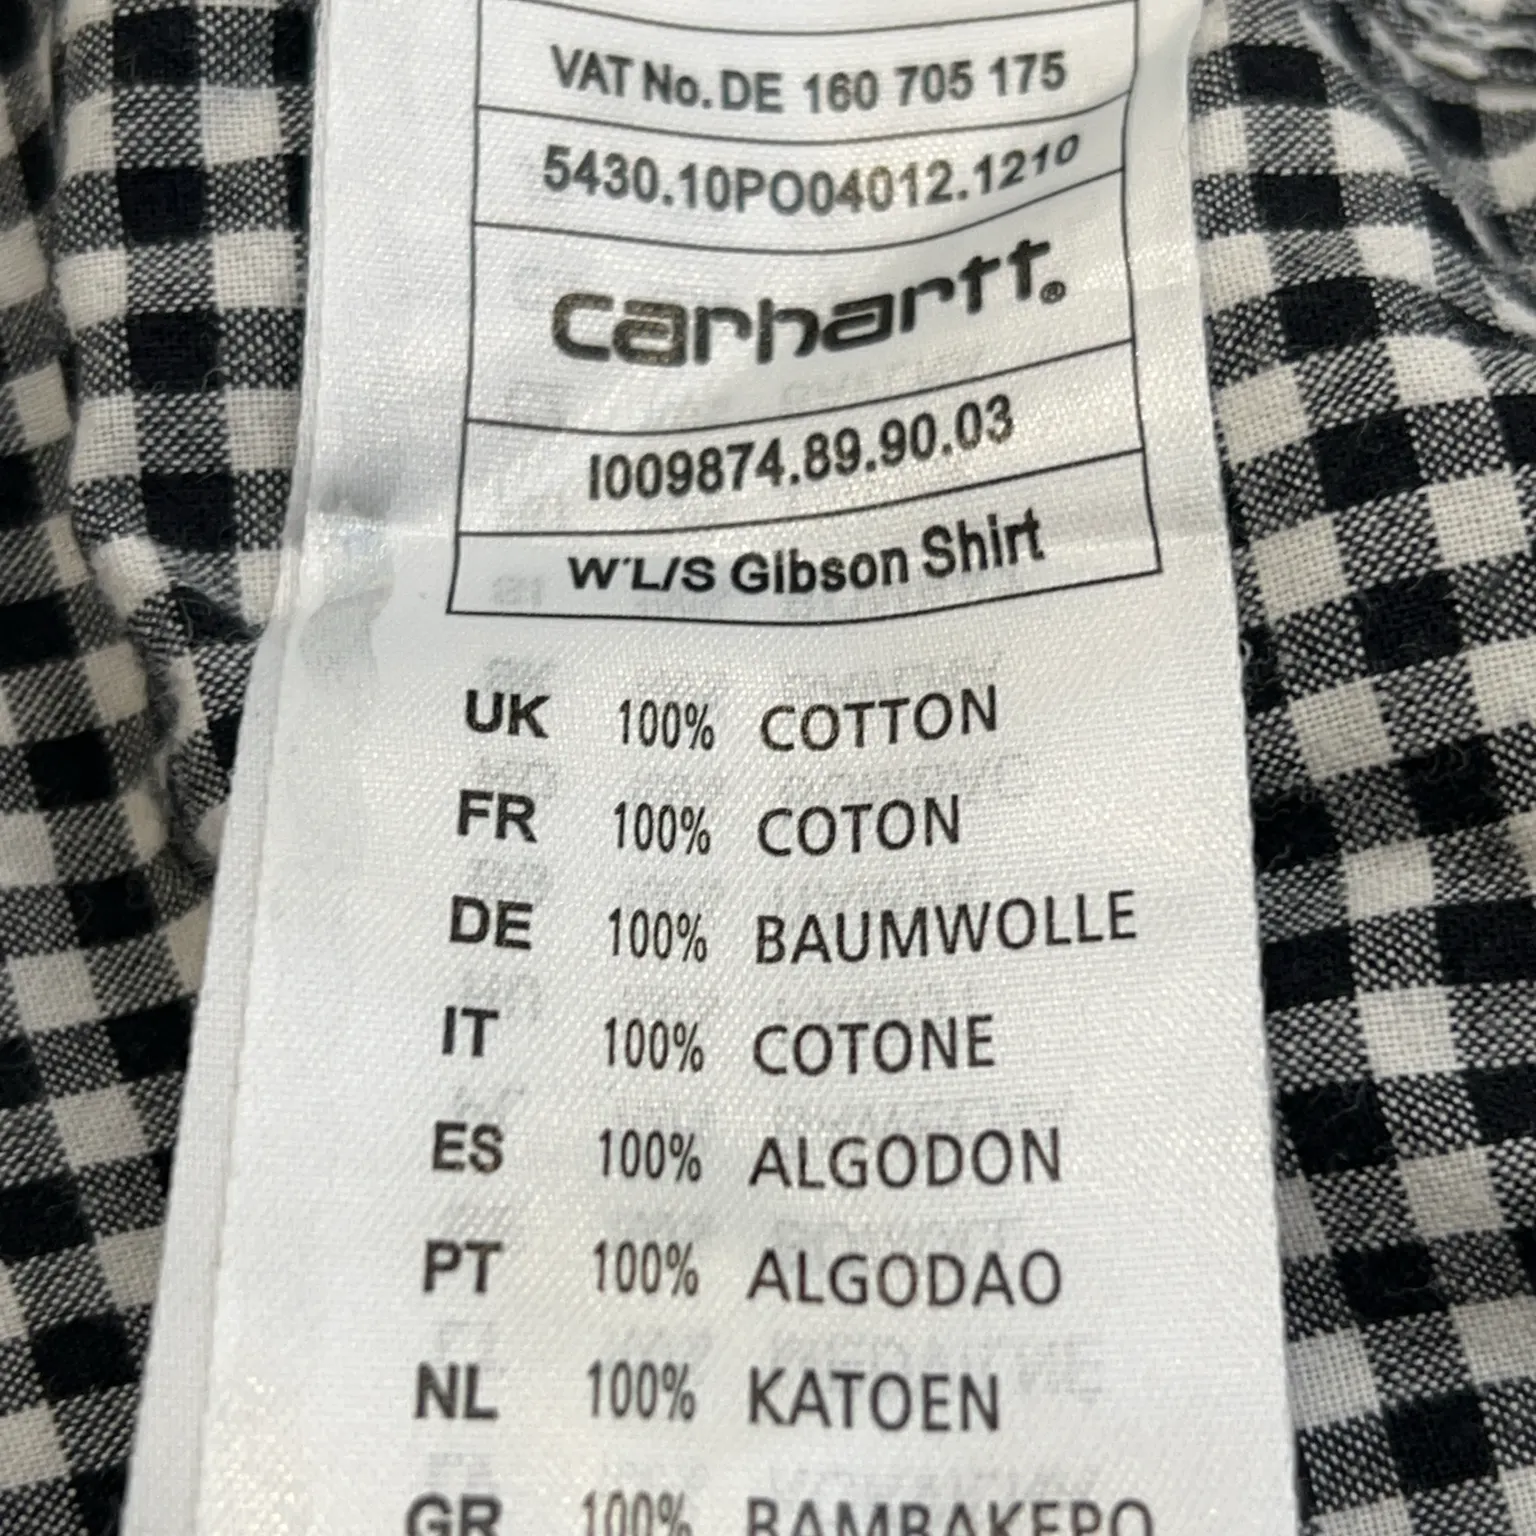 VAT No. DE 160 705 175
5430.10PO04012.1210
carhartt®
I009874.89.90.03
W'L/S Gibson Shirt
UK 100% COTTON
FR 100% COTON
DE 100% BAUMWOLLE
IT 100% COTONE
ES 100% ALGODON
PT 100% ALGODAO
NL 100% KATOEN
GR 100% BAMBAKEPO